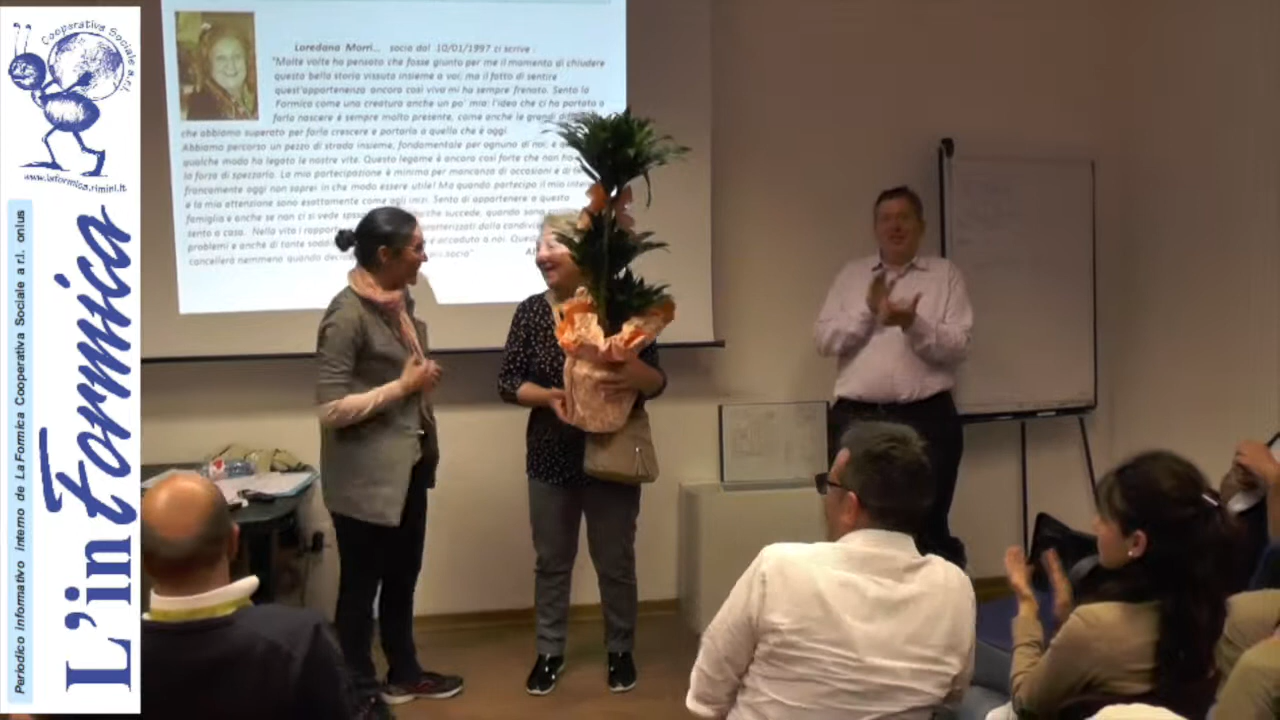 Cooperativa Sociale a r.l.
www.laformica.rimini.it
L'inFormica
Periodico informativo interno de La Formica Cooperativa Sociale a r.l. onlus
Loredana Morri... socia dal 10/01/1997 ci scrive :
"Molte volte ho pensato che fosse giunto per me il momento di chiudere
questa bella storia vissuta insieme a voi, ma il fatto di sentire
quest'appartenenza ancora così viva mi ha sempre frenato. Sento la
Formica come una creatura anche un po' mia: l'idea che ci ha portato a
farla nascere è sempre molto presente, come anche le grandi
che abbiamo superato per farla crescere e portarla a quella che è oggi.
Abbiamo percorso un pezzo di strada insieme, fondamentale per ognuno di noi, e
qualche modo ha legato le nostre vite. Questo legame è ancora così forte che non ho
la forza di spezzarlo. La mia partecipazione è minima per mancanza di occasioni e di
francamente oggi non saprei in che modo essere utile! Ma quando partecipo il mio
e la mia attenzione sono esattamente come agli inizi. Sento di appartenere a questa
famiglia e anche se non ci si vede succede, quando sono
sento a casa. Nella vita i rapporti caratterizzati dalla
problemi e anche di tante è accaduto a noi.
cancellerà nemmeno quando più socia"